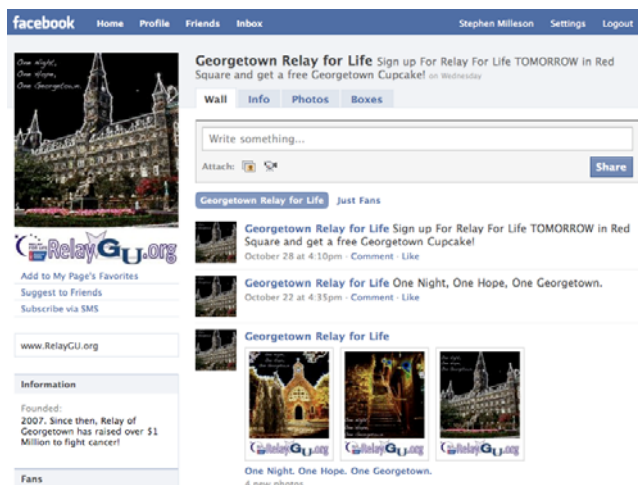 facebook Home Profile Friends Inbox Stephen Milleson Settings Logout
One Night,
One Hope,
One Georgetown.
RelayGU.org
Add to My Page's Favorites
Suggest to Friends
Subscribe via SMS
www.RelayGU.org
Information
Founded:
2007. Since then, Relay of
Georgetown has raised over $1
Million to fight cancer!
Fans
Georgetown Relay for Life Sign up For Relay For Life TOMORROW in Red
Square and get a free Georgetown Cupcake! on Wednesday
Wall Info Photos Boxes
Write something...
Attach:
Share
Georgetown Relay for Life Just Fans
Georgetown Relay for Life Sign up For Relay For Life TOMORROW in Red
Square and get a free Georgetown Cupcake!
October 28 at 4:10pm · Comment · Like
Georgetown Relay for Life One Night, One Hope, One Georgetown.
October 22 at 4:35pm · Comment · Like
Georgetown Relay for Life
RelayGU.org RelayGU.org RelayGU.org
One Night. One Hope. One Georgetown.
4 new photos